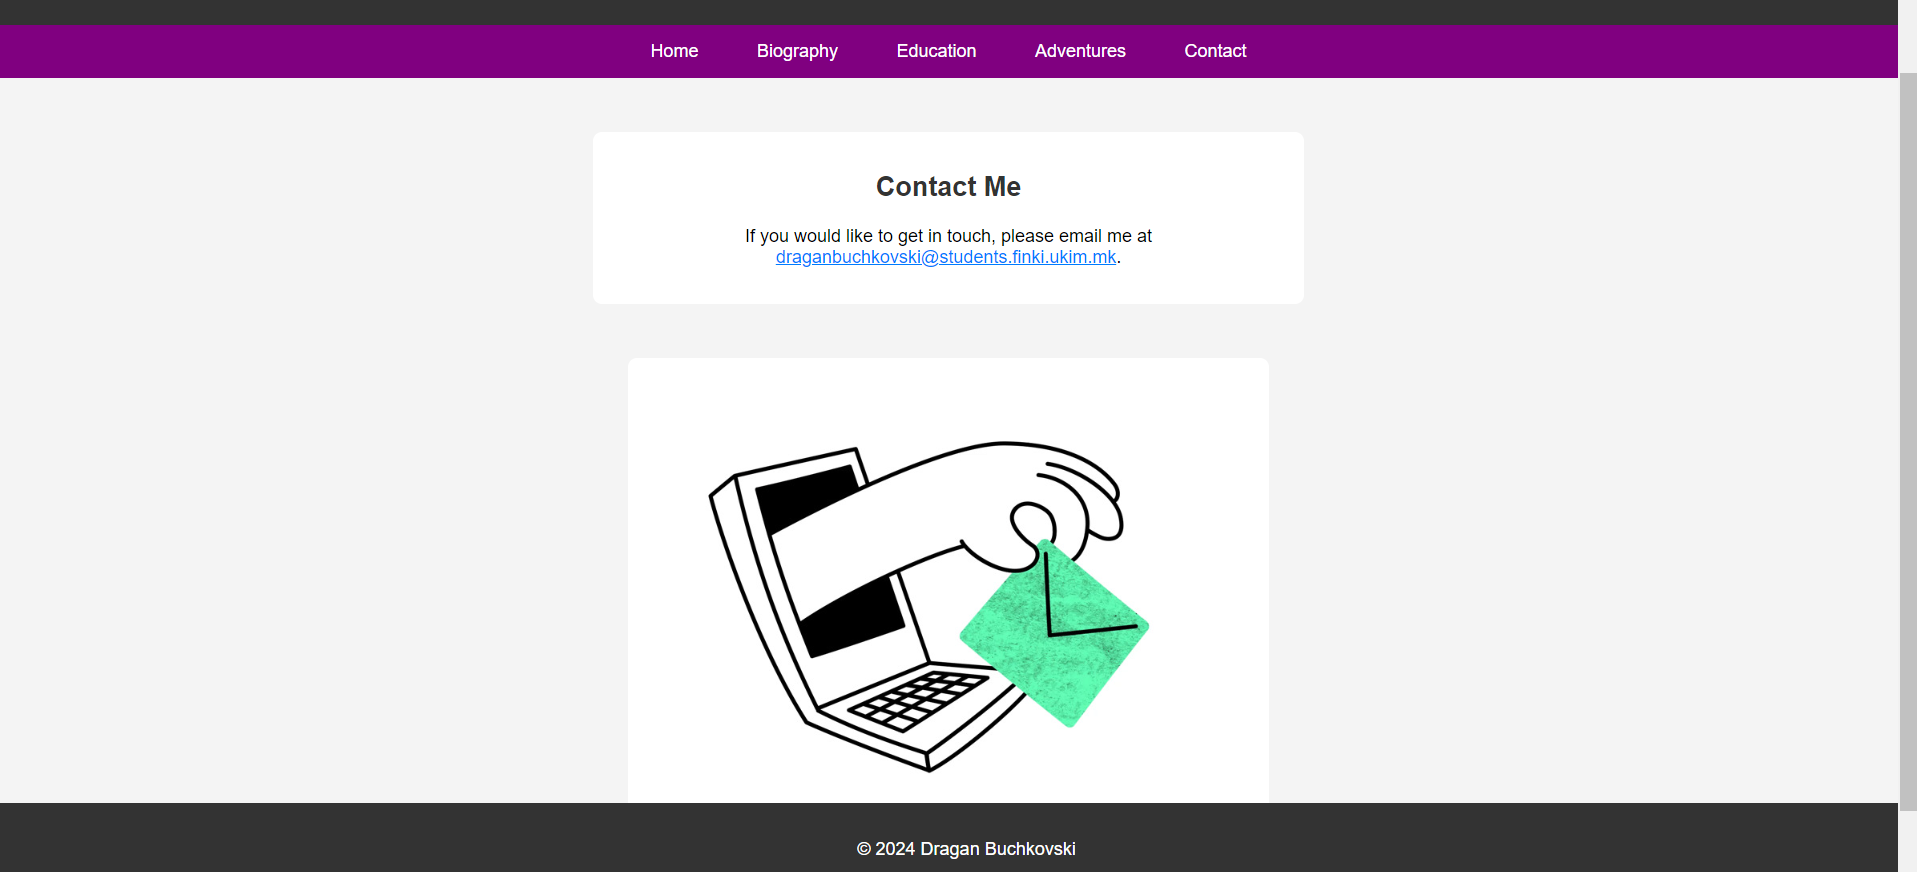 Home Biography Education Adventures Contact
Contact Me
If you would like to get in touch, please email me at
draganbuchkovski@students.finki.ukim.mk.
© 2024 Dragan Buchkovski